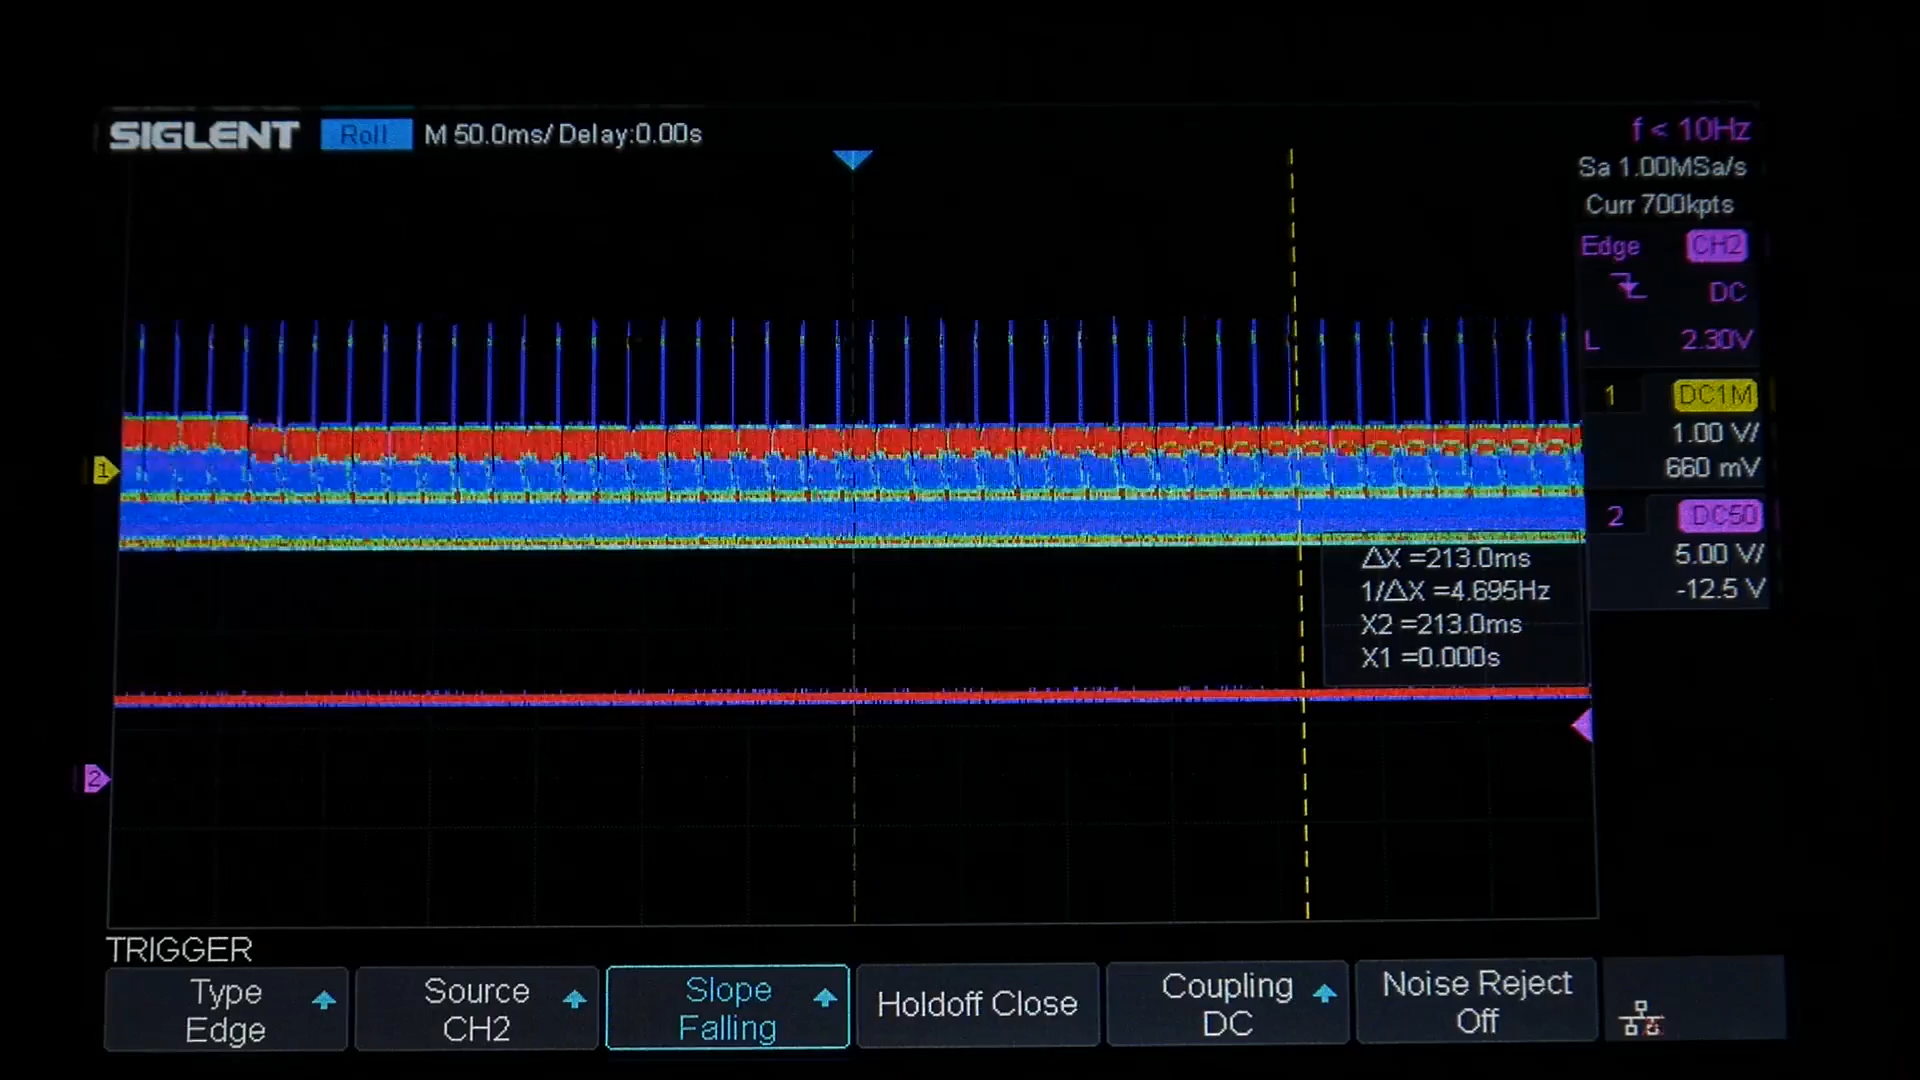 SIGLENT Roll M 50.0ms/ Delay:0.00s
f < 10Hz
Sa 1.00MSa/s
Curr 700kpts
Edge CH2
DC
L 2.30V
1 DC1M
1.00 V/
660 mV
2 DC50
5.00 V/
-12.5 V
1
ΔX =213.0ms
1/ΔX =4.695Hz
X2 =213.0ms
X1 =0.000s
2
TRIGGER
Type
Edge
Source
CH2
Slope
Falling
Holdoff Close
Coupling
DC
Noise Reject
Off